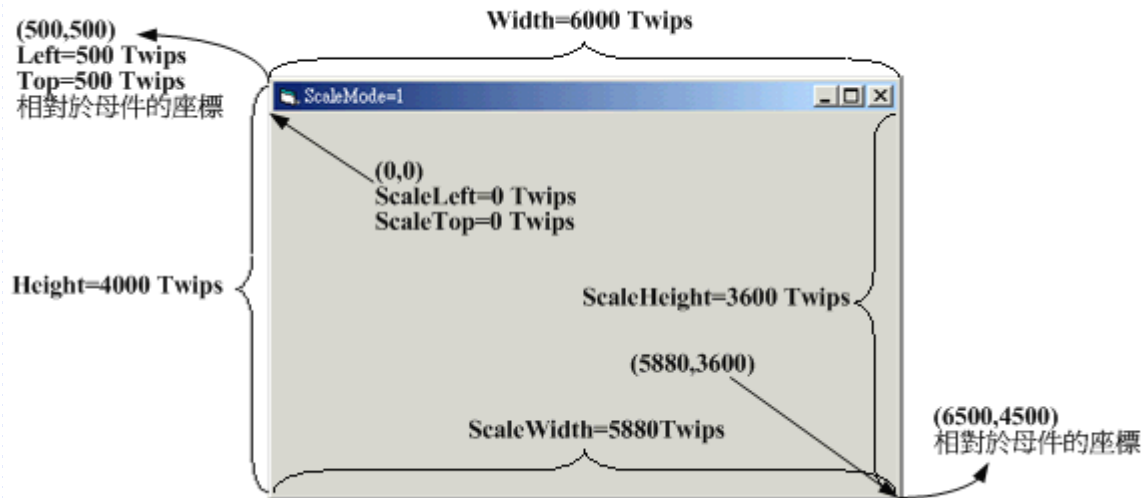 Width=6000 Twips
(500,500)
Left=500 Twips
Top=500 Twips
相對於母件的座標
ScaleMode=1
(0,0)
ScaleLeft=0 Twips
ScaleTop=0 Twips
Height=4000 Twips
ScaleHeight=3600 Twips
(5880,3600)
ScaleWidth=5880Twips
(6500,4500)
相對於母件的座標